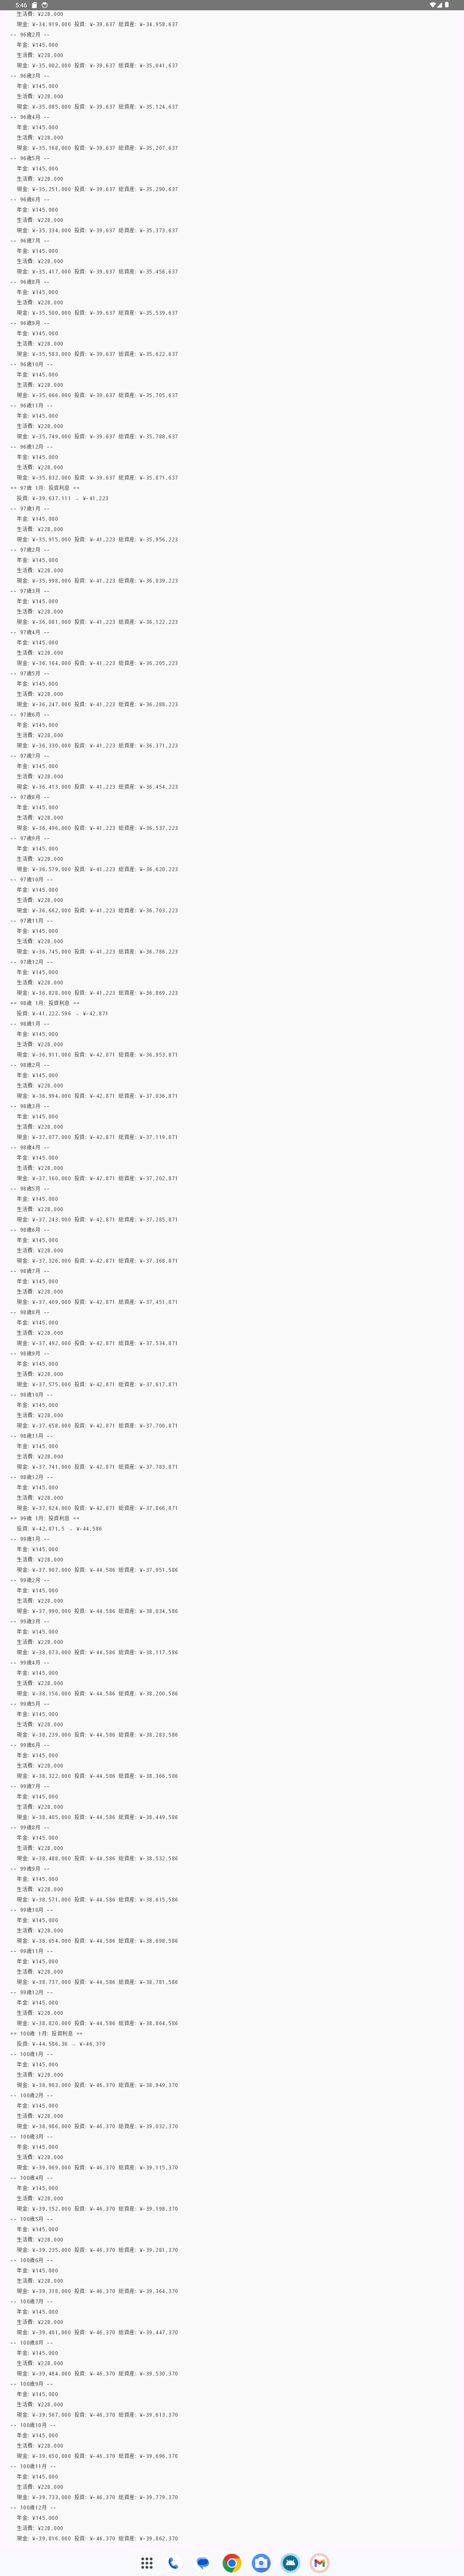 5:46
生活費: ¥228,000
現金: ¥-34,919,000 投資: ¥-39,637 総資産: ¥-34,958,637
-- 96歳2月 --
年金: ¥145,000
生活費: ¥228,000
現金: ¥-35,002,000 投資: ¥-39,637 総資産: ¥-35,041,637
-- 96歳3月 --
年金: ¥145,000
生活費: ¥228,000
現金: ¥-35,085,000 投資: ¥-39,637 総資産: ¥-35,124,637
-- 96歳4月 --
年金: ¥145,000
生活費: ¥228,000
現金: ¥-35,168,000 投資: ¥-39,637 総資産: ¥-35,207,637
-- 96歳5月 --
年金: ¥145,000
生活費: ¥228,000
現金: ¥-35,251,000 投資: ¥-39,637 総資産: ¥-35,290,637
-- 96歳6月 --
年金: ¥145,000
生活費: ¥228,000
現金: ¥-35,334,000 投資: ¥-39,637 総資産: ¥-35,373,637
-- 96歳7月 --
年金: ¥145,000
生活費: ¥228,000
現金: ¥-35,417,000 投資: ¥-39,637 総資産: ¥-35,456,637
-- 96歳8月 --
年金: ¥145,000
生活費: ¥228,000
現金: ¥-35,500,000 投資: ¥-39,637 総資産: ¥-35,539,637
-- 96歳9月 --
年金: ¥145,000
生活費: ¥228,000
現金: ¥-35,583,000 投資: ¥-39,637 総資産: ¥-35,622,637
-- 96歳10月 --
年金: ¥145,000
生活費: ¥228,000
現金: ¥-35,666,000 投資: ¥-39,637 総資産: ¥-35,705,637
-- 96歳11月 --
年金: ¥145,000
生活費: ¥228,000
現金: ¥-35,749,000 投資: ¥-39,637 総資産: ¥-35,788,637
-- 96歳12月 --
年金: ¥145,000
生活費: ¥228,000
現金: ¥-35,832,000 投資: ¥-39,637 総資産: ¥-35,871,637
== 97歳 1月: 投資利息 ==
投資: ¥-39,637.111 → ¥-41,223
-- 97歳1月 --
年金: ¥145,000
生活費: ¥228,000
現金: ¥-35,915,000 投資: ¥-41,223 総資産: ¥-35,956,223
-- 97歳2月 --
年金: ¥145,000
生活費: ¥228,000
現金: ¥-35,998,000 投資: ¥-41,223 総資産: ¥-36,039,223
-- 97歳3月 --
年金: ¥145,000
生活費: ¥228,000
現金: ¥-36,081,000 投資: ¥-41,223 総資産: ¥-36,122,223
-- 97歳4月 --
年金: ¥145,000
生活費: ¥228,000
現金: ¥-36,164,000 投資: ¥-41,223 総資産: ¥-36,205,223
-- 97歳5月 --
年金: ¥145,000
生活費: ¥228,000
現金: ¥-36,247,000 投資: ¥-41,223 総資産: ¥-36,288,223
-- 97歳6月 --
年金: ¥145,000
生活費: ¥228,000
現金: ¥-36,330,000 投資: ¥-41,223 総資産: ¥-36,371,223
-- 97歳7月 --
年金: ¥145,000
生活費: ¥228,000
現金: ¥-36,413,000 投資: ¥-41,223 総資産: ¥-36,454,223
-- 97歳8月 --
年金: ¥145,000
生活費: ¥228,000
現金: ¥-36,496,000 投資: ¥-41,223 総資産: ¥-36,537,223
-- 97歳9月 --
年金: ¥145,000
生活費: ¥228,000
現金: ¥-36,579,000 投資: ¥-41,223 総資産: ¥-36,620,223
-- 97歳10月 --
年金: ¥145,000
生活費: ¥228,000
現金: ¥-36,662,000 投資: ¥-41,223 総資産: ¥-36,703,223
-- 97歳11月 --
年金: ¥145,000
生活費: ¥228,000
現金: ¥-36,745,000 投資: ¥-41,223 総資産: ¥-36,786,223
-- 97歳12月 --
年金: ¥145,000
生活費: ¥228,000
現金: ¥-36,828,000 投資: ¥-41,223 総資産: ¥-36,869,223
== 98歳 1月: 投資利息 ==
投資: ¥-41,222.596 → ¥-42,871
-- 98歳1月 --
年金: ¥145,000
生活費: ¥228,000
現金: ¥-36,911,000 投資: ¥-42,871 総資産: ¥-36,953,871
-- 98歳2月 --
年金: ¥145,000
生活費: ¥228,000
現金: ¥-36,994,000 投資: ¥-42,871 総資産: ¥-37,036,871
-- 98歳3月 --
年金: ¥145,000
生活費: ¥228,000
現金: ¥-37,077,000 投資: ¥-42,871 総資産: ¥-37,119,871
-- 98歳4月 --
年金: ¥145,000
生活費: ¥228,000
現金: ¥-37,160,000 投資: ¥-42,871 総資産: ¥-37,202,871
-- 98歳5月 --
年金: ¥145,000
生活費: ¥228,000
現金: ¥-37,243,000 投資: ¥-42,871 総資産: ¥-37,285,871
-- 98歳6月 --
年金: ¥145,000
生活費: ¥228,000
現金: ¥-37,326,000 投資: ¥-42,871 総資産: ¥-37,368,871
-- 98歳7月 --
年金: ¥145,000
生活費: ¥228,000
現金: ¥-37,409,000 投資: ¥-42,871 総資産: ¥-37,451,871
-- 98歳8月 --
年金: ¥145,000
生活費: ¥228,000
現金: ¥-37,492,000 投資: ¥-42,871 総資産: ¥-37,534,871
-- 98歳9月 --
年金: ¥145,000
生活費: ¥228,000
現金: ¥-37,575,000 投資: ¥-42,871 総資産: ¥-37,617,871
-- 98歳10月 --
年金: ¥145,000
生活費: ¥228,000
現金: ¥-37,658,000 投資: ¥-42,871 総資産: ¥-37,700,871
-- 98歳11月 --
年金: ¥145,000
生活費: ¥228,000
現金: ¥-37,741,000 投資: ¥-42,871 総資産: ¥-37,783,871
-- 98歳12月 --
年金: ¥145,000
生活費: ¥228,000
現金: ¥-37,824,000 投資: ¥-42,871 総資産: ¥-37,866,871
== 99歳 1月: 投資利息 ==
投資: ¥-42,871.5 → ¥-44,586
-- 99歳1月 --
年金: ¥145,000
生活費: ¥228,000
現金: ¥-37,907,000 投資: ¥-44,586 総資産: ¥-37,951,586
-- 99歳2月 --
年金: ¥145,000
生活費: ¥228,000
現金: ¥-37,990,000 投資: ¥-44,586 総資産: ¥-38,034,586
-- 99歳3月 --
年金: ¥145,000
生活費: ¥228,000
現金: ¥-38,073,000 投資: ¥-44,586 総資産: ¥-38,117,586
-- 99歳4月 --
年金: ¥145,000
生活費: ¥228,000
現金: ¥-38,156,000 投資: ¥-44,586 総資産: ¥-38,200,586
-- 99歳5月 --
年金: ¥145,000
生活費: ¥228,000
現金: ¥-38,239,000 投資: ¥-44,586 総資産: ¥-38,283,586
-- 99歳6月 --
年金: ¥145,000
生活費: ¥228,000
現金: ¥-38,322,000 投資: ¥-44,586 総資産: ¥-38,366,586
-- 99歳7月 --
年金: ¥145,000
生活費: ¥228,000
現金: ¥-38,405,000 投資: ¥-44,586 総資産: ¥-38,449,586
-- 99歳8月 --
年金: ¥145,000
生活費: ¥228,000
現金: ¥-38,488,000 投資: ¥-44,586 総資産: ¥-38,532,586
-- 99歳9月 --
年金: ¥145,000
生活費: ¥228,000
現金: ¥-38,571,000 投資: ¥-44,586 総資産: ¥-38,615,586
-- 99歳10月 --
年金: ¥145,000
生活費: ¥228,000
現金: ¥-38,654,000 投資: ¥-44,586 総資産: ¥-38,698,586
-- 99歳11月 --
年金: ¥145,000
生活費: ¥228,000
現金: ¥-38,737,000 投資: ¥-44,586 総資産: ¥-38,781,586
-- 99歳12月 --
年金: ¥145,000
生活費: ¥228,000
現金: ¥-38,820,000 投資: ¥-44,586 総資産: ¥-38,864,586
== 100歳 1月: 投資利息 ==
投資: ¥-44,586.36 → ¥-46,370
-- 100歳1月 --
年金: ¥145,000
生活費: ¥228,000
現金: ¥-38,903,000 投資: ¥-46,370 総資産: ¥-38,949,370
-- 100歳2月 --
年金: ¥145,000
生活費: ¥228,000
現金: ¥-38,986,000 投資: ¥-46,370 総資産: ¥-39,032,370
-- 100歳3月 --
年金: ¥145,000
生活費: ¥228,000
現金: ¥-39,069,000 投資: ¥-46,370 総資産: ¥-39,115,370
-- 100歳4月 --
年金: ¥145,000
生活費: ¥228,000
現金: ¥-39,152,000 投資: ¥-46,370 総資産: ¥-39,198,370
-- 100歳5月 --
年金: ¥145,000
生活費: ¥228,000
現金: ¥-39,235,000 投資: ¥-46,370 総資産: ¥-39,281,370
-- 100歳6月 --
年金: ¥145,000
生活費: ¥228,000
現金: ¥-39,318,000 投資: ¥-46,370 総資産: ¥-39,364,370
-- 100歳7月 --
年金: ¥145,000
生活費: ¥228,000
現金: ¥-39,401,000 投資: ¥-46,370 総資産: ¥-39,447,370
-- 100歳8月 --
年金: ¥145,000
生活費: ¥228,000
現金: ¥-39,484,000 投資: ¥-46,370 総資産: ¥-39,530,370
-- 100歳9月 --
年金: ¥145,000
生活費: ¥228,000
現金: ¥-39,567,000 投資: ¥-46,370 総資産: ¥-39,613,370
-- 100歳10月 --
年金: ¥145,000
生活費: ¥228,000
現金: ¥-39,650,000 投資: ¥-46,370 総資産: ¥-39,696,370
-- 100歳11月 --
年金: ¥145,000
生活費: ¥228,000
現金: ¥-39,733,000 投資: ¥-46,370 総資産: ¥-39,779,370
-- 100歳12月 --
年金: ¥145,000
生活費: ¥228,000
現金: ¥-39,816,000 投資: ¥-46,370 総資産: ¥-39,862,370